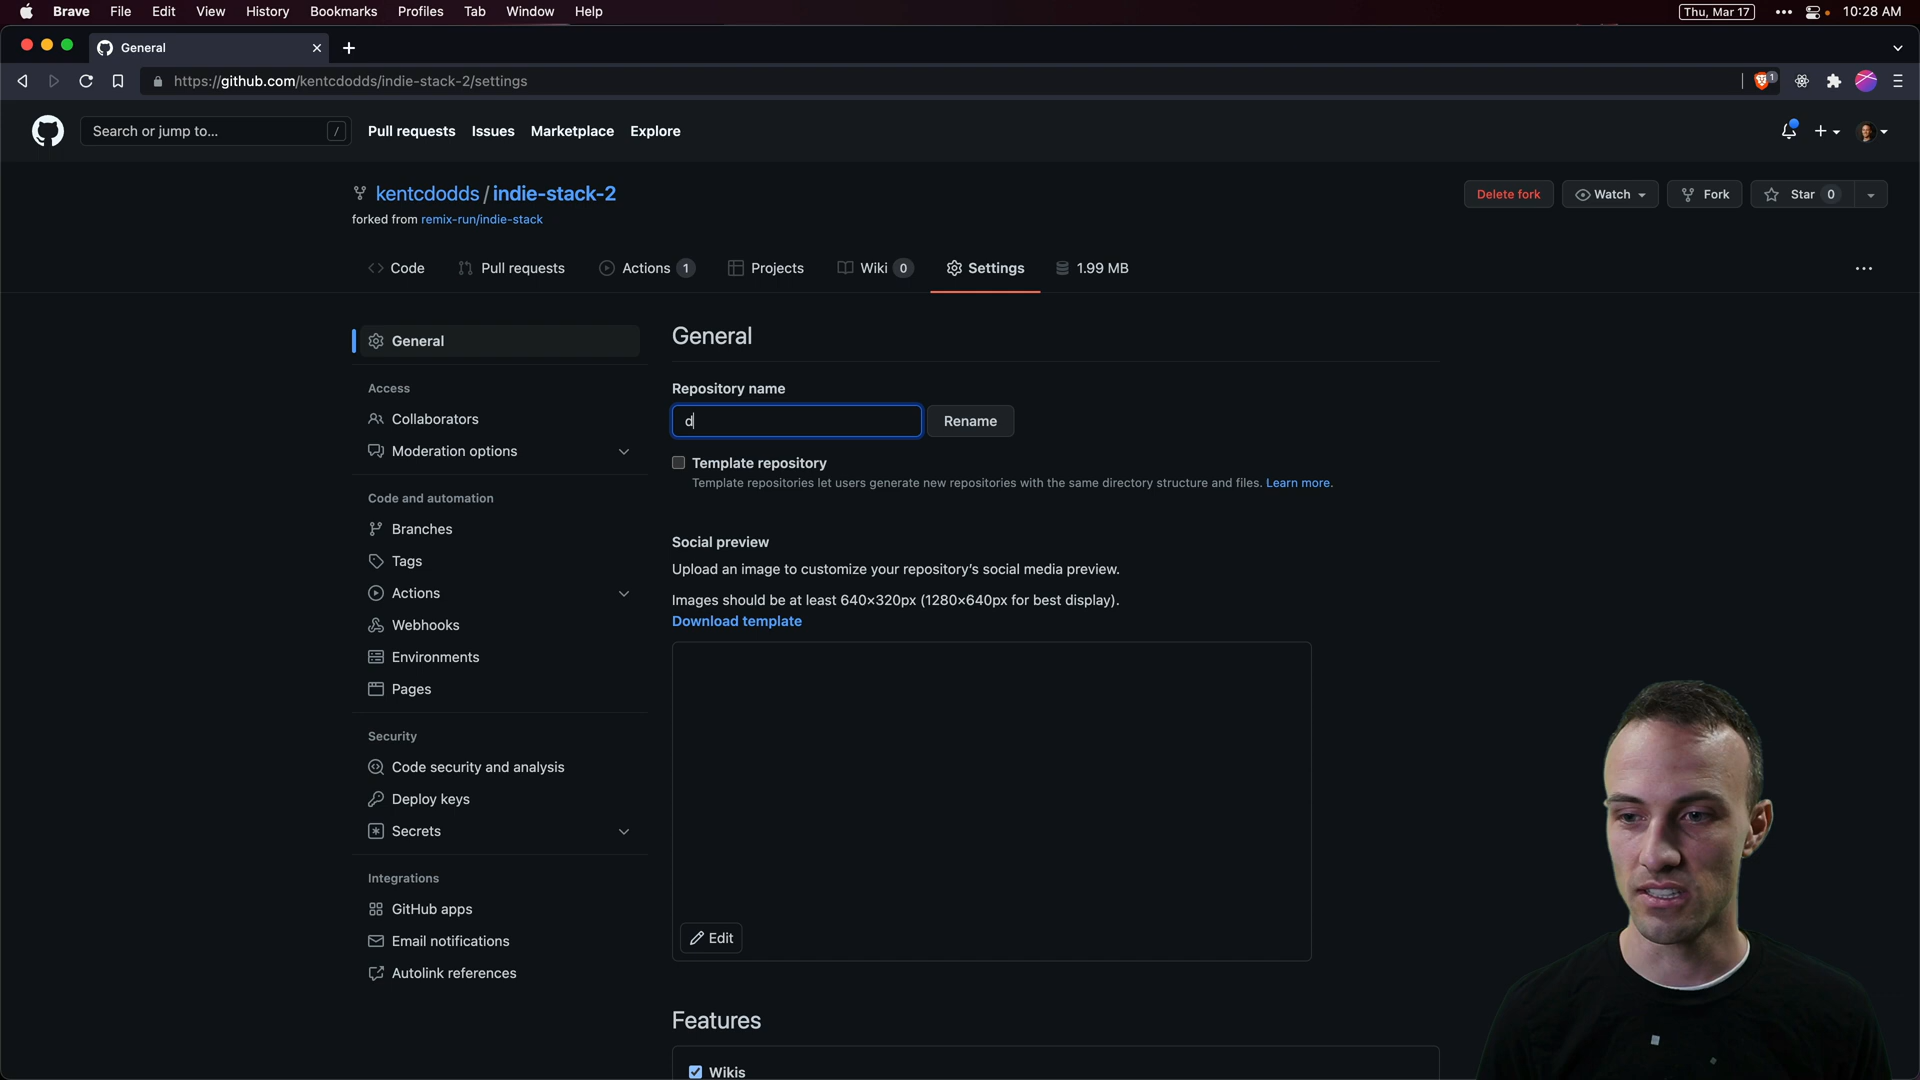 Brave File Edit View History Bookmarks Profiles Tab Window Help Thu, Mar 17 10:28 AM
General
https://github.com/kentcdodds/indie-stack-2/settings 1
Search or jump to... / Pull requests Issues Marketplace Explore
kentcdodds / indie-stack-2 Delete fork Watch Fork Star 0
forked from remix-run/indie-stack
Code Pull requests Actions 1 Projects Wiki 0 Settings 1.99 MB
General
Access
Collaborators
Moderation options
Code and automation
Branches
Tags
Actions
Webhooks
Environments
Pages
Security
Code security and analysis
Deploy keys
Secrets
Integrations
GitHub apps
Email notifications
Autolink references
General
Repository name
d Rename
Template repository
Template repositories let users generate new repositories with the same directory structure and files. Learn more.
Social preview
Upload an image to customize your repository’s social media preview.
Images should be at least 640×320px (1280×640px for best display).
Download template
Edit
Features
Wikis